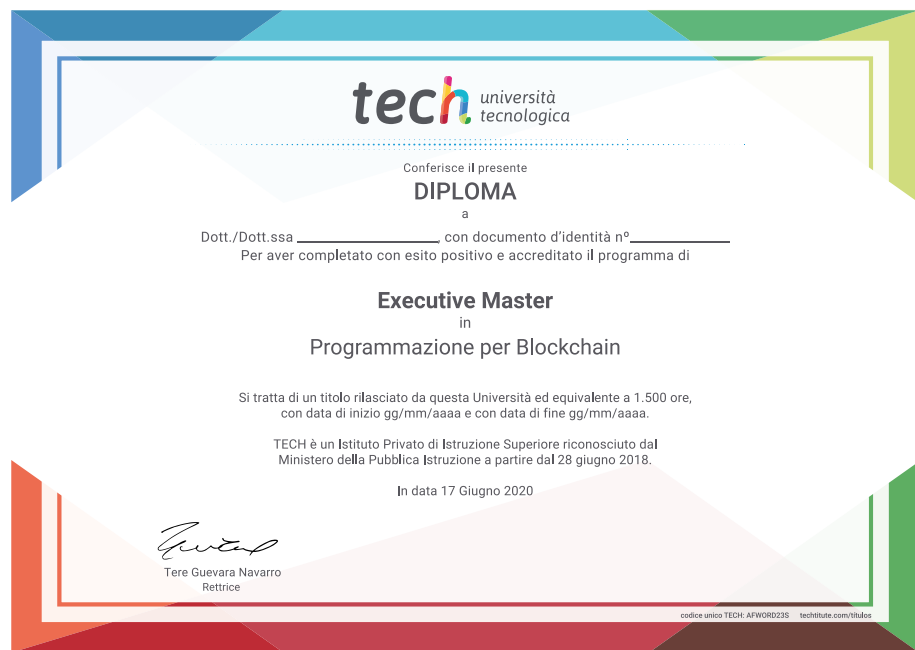 tech università
tecnologica
Conferisce il presente
DIPLOMA
a
Dott./Dott.ssa ____________________, con documento d'identità nº______________
Per aver completato con esito positivo e accreditato il programma di
Executive Master
in
Programmazione per Blockchain
Si tratta di un titolo rilasciato da questa Università ed equivalente a 1.500 ore,
con data di inizio gg/mm/aaaa e con data di fine gg/mm/aaaa.
TECH è un Istituto Privato di Istruzione Superiore riconosciuto dal
Ministero della Pubblica Istruzione a partire dal 28 giugno 2018.
In data 17 Giugno 2020
Tere Guevara Navarro
Rettrice
codice unico TECH: AFWORD23S techtitute.com/titulos